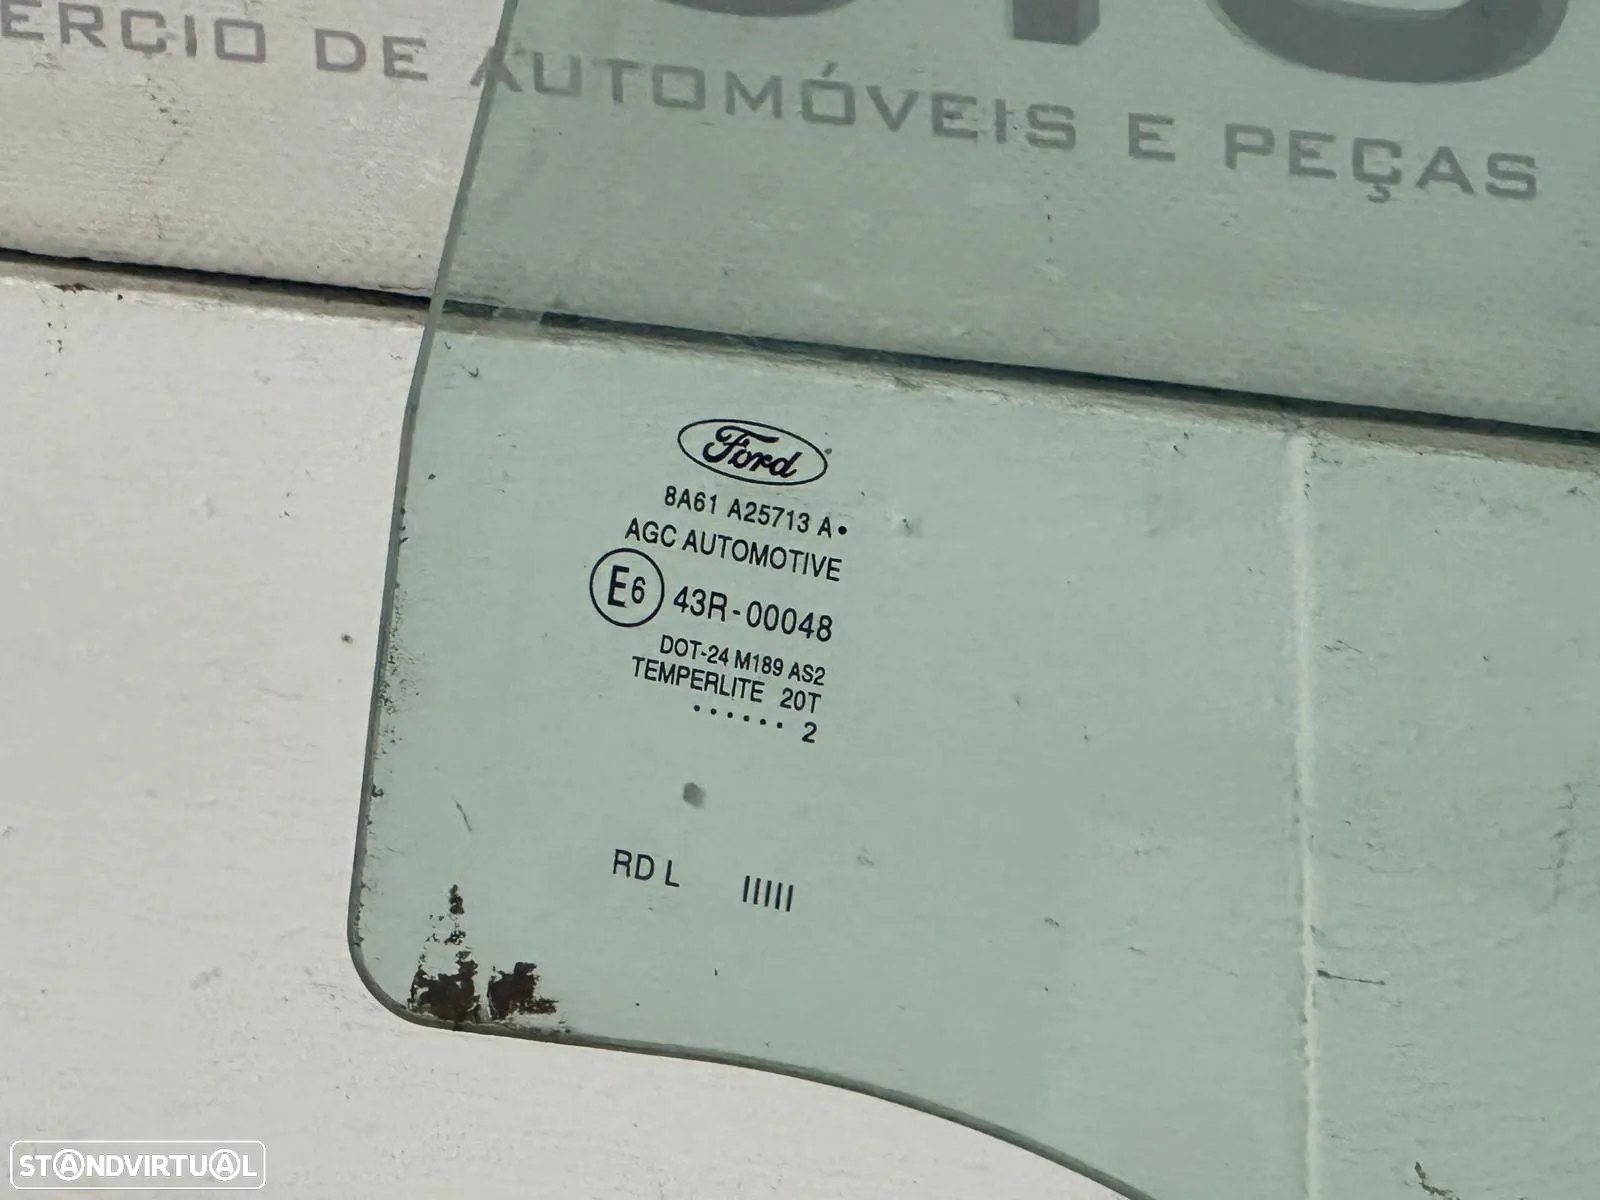 ERCIO DE AUTOMÓVEIS E PEÇAS
Ford
8A61 A25713 A•
AGC AUTOMOTIVE
E6 43R-00048
DOT-24 M189 AS2
TEMPERLITE 20T
...... 2
RD L IIIII
STANDVIRTUAL